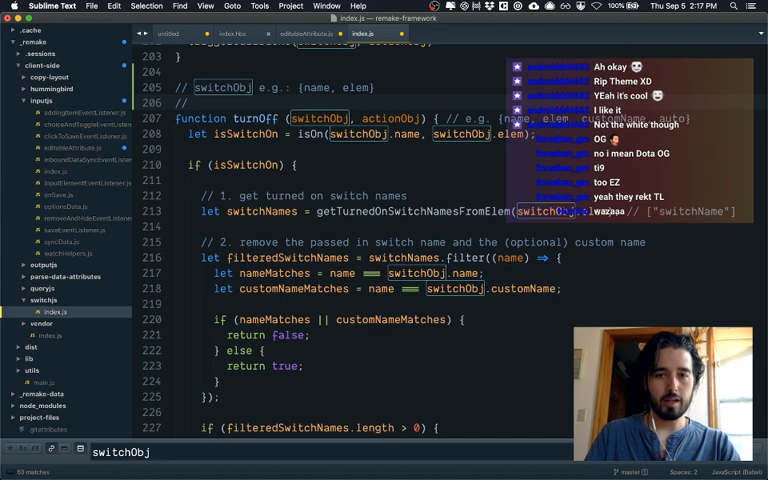 Sublime Text File Edit Selection Find View Goto Tools Project Window Help 100% Thu Sep 5 2:17 PM
index.js — remake-framework
untitled index.hbs editableAttribute.js index.js
.cache
_remake
.sessions
client-side
copy-layout
hummingbird
inputjs
addingItemEventListener.js
choiceAndToggleEventListener
clickToSaveEventListener.js
editableAttribute.js
inboundDataSyncEventListener
index.js
inputElementEventListener.js
onSave.js
optionsData.js
removeAndHideEventListener
saveEventListener.js
syncData.js
watchHelpers.js
outputjs
parse-data-attributes
queryjs
switchjs
index.js
vendor
index.js
dist
lib
utils
main.js
_remake-data
node_modules
project-files
.gitattributes
203 }
204
205 // switchObj e.g.: {name, elem}
206 //
207 function turnOff (switchObj, actionObj) { // e.g. {name, elem customName, auto}
208 let isSwitchOn = isOn(switchObj.name, switchObj.elem);
209
210 if (isSwitchOn) {
211
212 // 1. get turned on switch names
213 let switchNames = getTurnedOnSwitchNamesFromElem(switchObj // ["switchName"]
214
215 // 2. remove the passed in switch name and the (optional) custom name
216 let filteredSwitchNames = switchNames.filter((name) => {
217 let nameMatches = name === switchObj.name;
218 let customNameMatches = name === switchObj.customName;
219
220 if (nameMatches || customNameMatches) {
221 return false;
222 } else {
223 return true;
224 }
225 });
226
227 if (filteredSwitchNames.length > 0) {
Ah okay
Rip Theme XD
YEah it's cool
I like it
Not the white though
OG
no i mean Dota OG
ti9
too EZ
yeah they rekt TL
wazaaa
switchObj
50 matches master Spaces: 2 JavaScript (Babel)